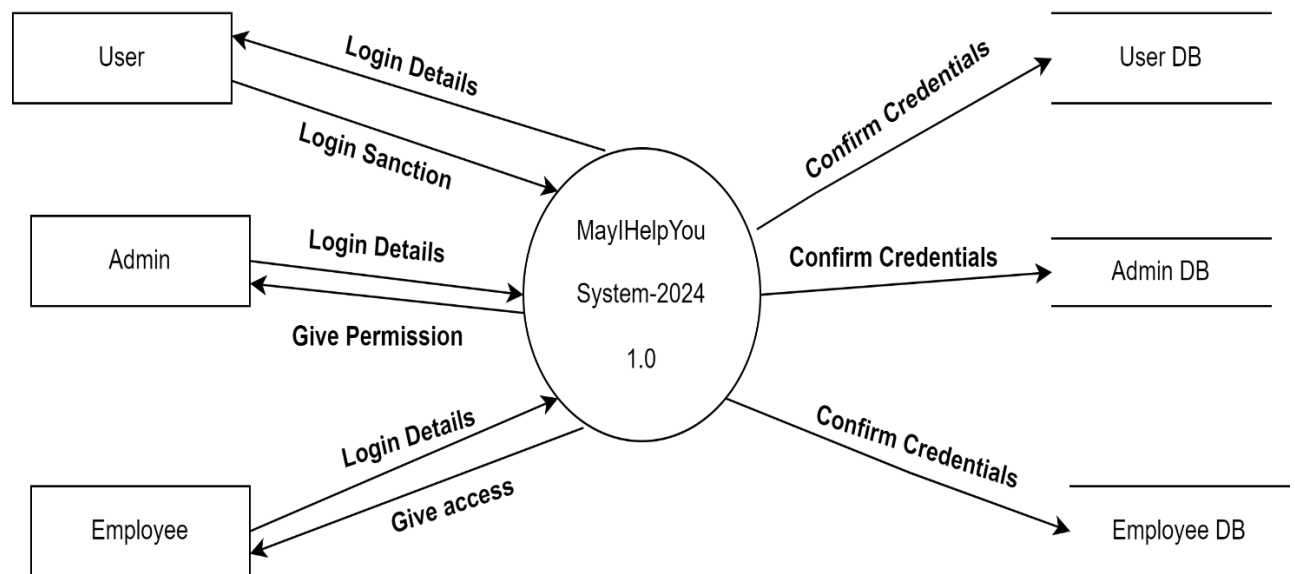 User
Login Details
Login Sanction
Confirm Credentials
User DB
Admin
Login Details
Give Permission
MayIHelpYou
System-2024
1.0
Confirm Credentials
Admin DB
Employee
Login Details
Give access
Confirm Credentials
Employee DB